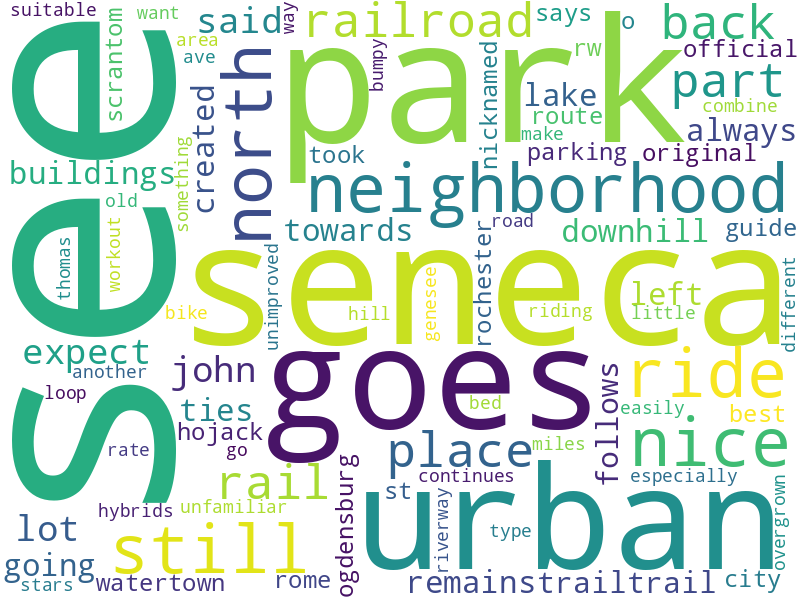 suitable
want
scrantom
said
way
railroad
says
o
back
area
ave
rw
official
see
park
bumpy
nicknamed
lake
part
combine
route
make
always
north
created
took
parking
original
buildings
something
neighborhood
old
thomas
workout
towards
road
downhill
guide
rochester
unimproved
seneca
genesee
different
bike
hill
riding
left
little
expect
another
john
goes
ride
loop
ties
bed
follows
easily
best
hojack
go
rate
place
miles
nice
rail
continues
especially
st
ogdensburg
riverway
urban
overgrown
hybrids
unfamiliar
type
lot
still
going
stars
watertown
rome
remains
trailtrail
city